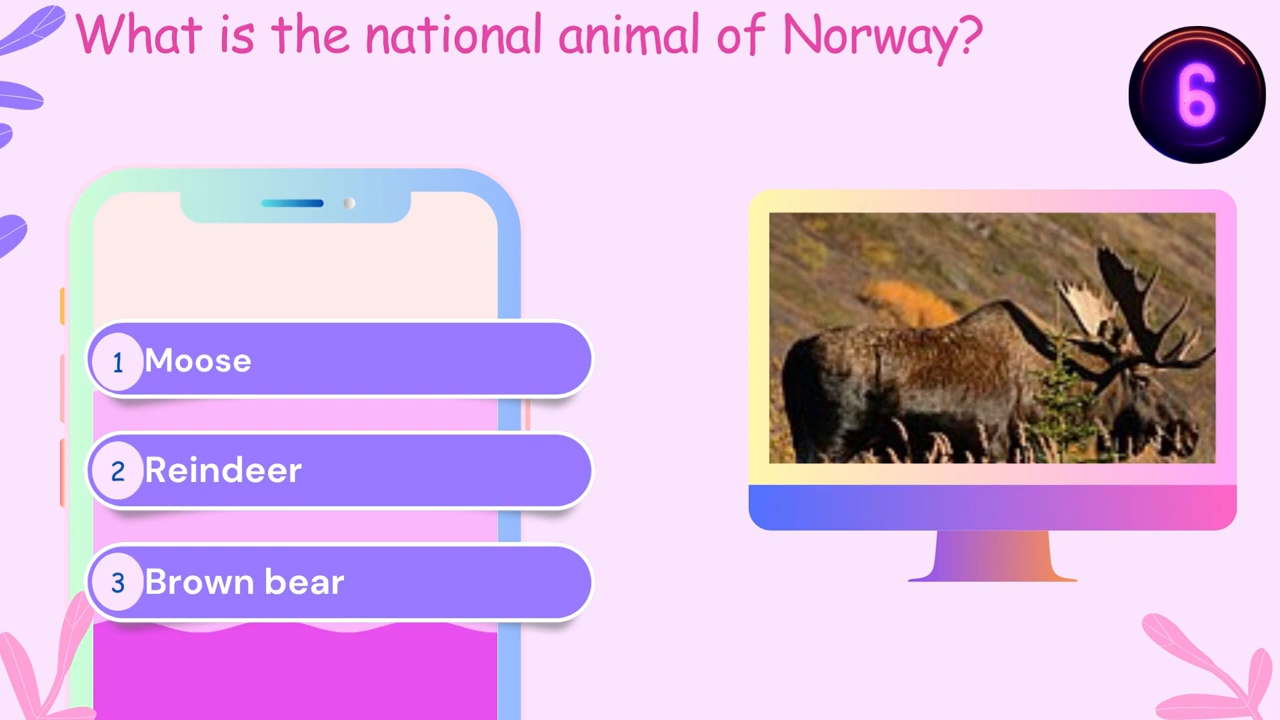 What is the national animal of Norway?
6
1 Moose
2 Reindeer
3 Brown bear